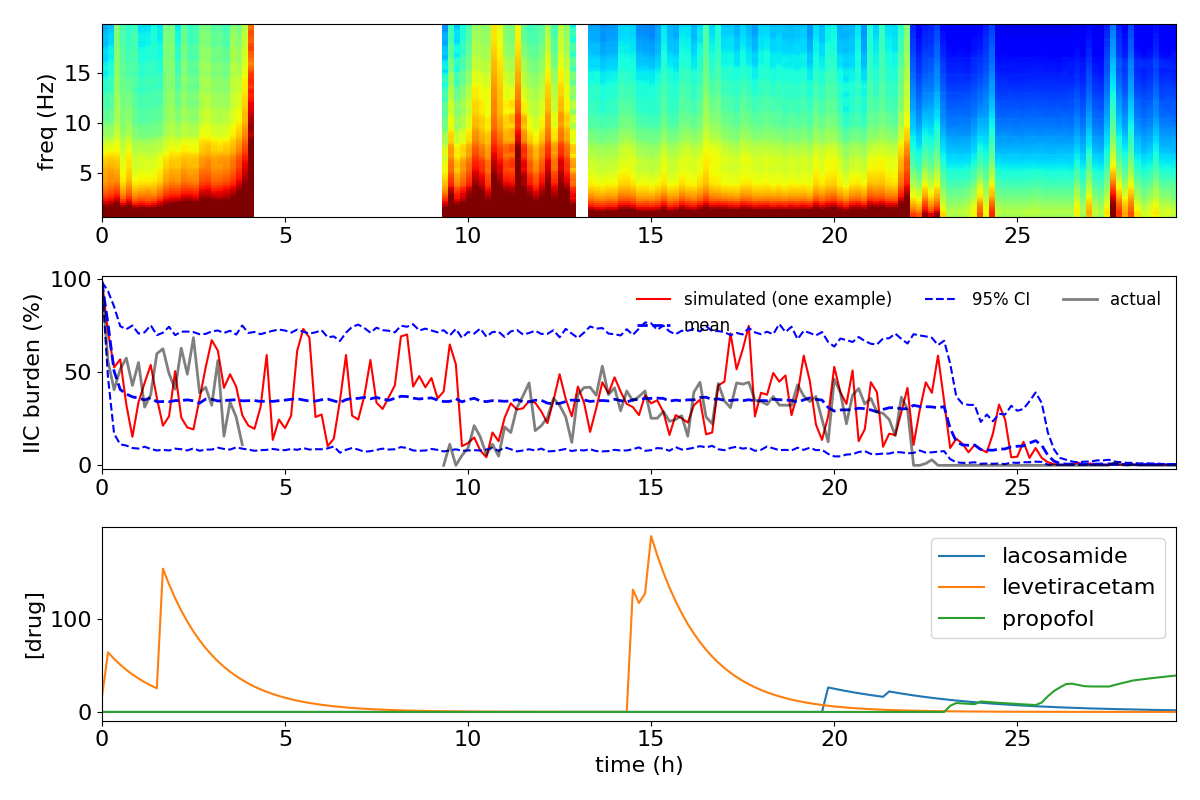 freq (Hz)
15
10
5
0 5 10 15 20 25
IIC burden (%)
100
50
0
simulated (one example) 95% CI actual
mean
0 5 10 15 20 25
[drug]
100
0
lacosamide
levetiracetam
propofol
0 5 10 15 20 25
time (h)